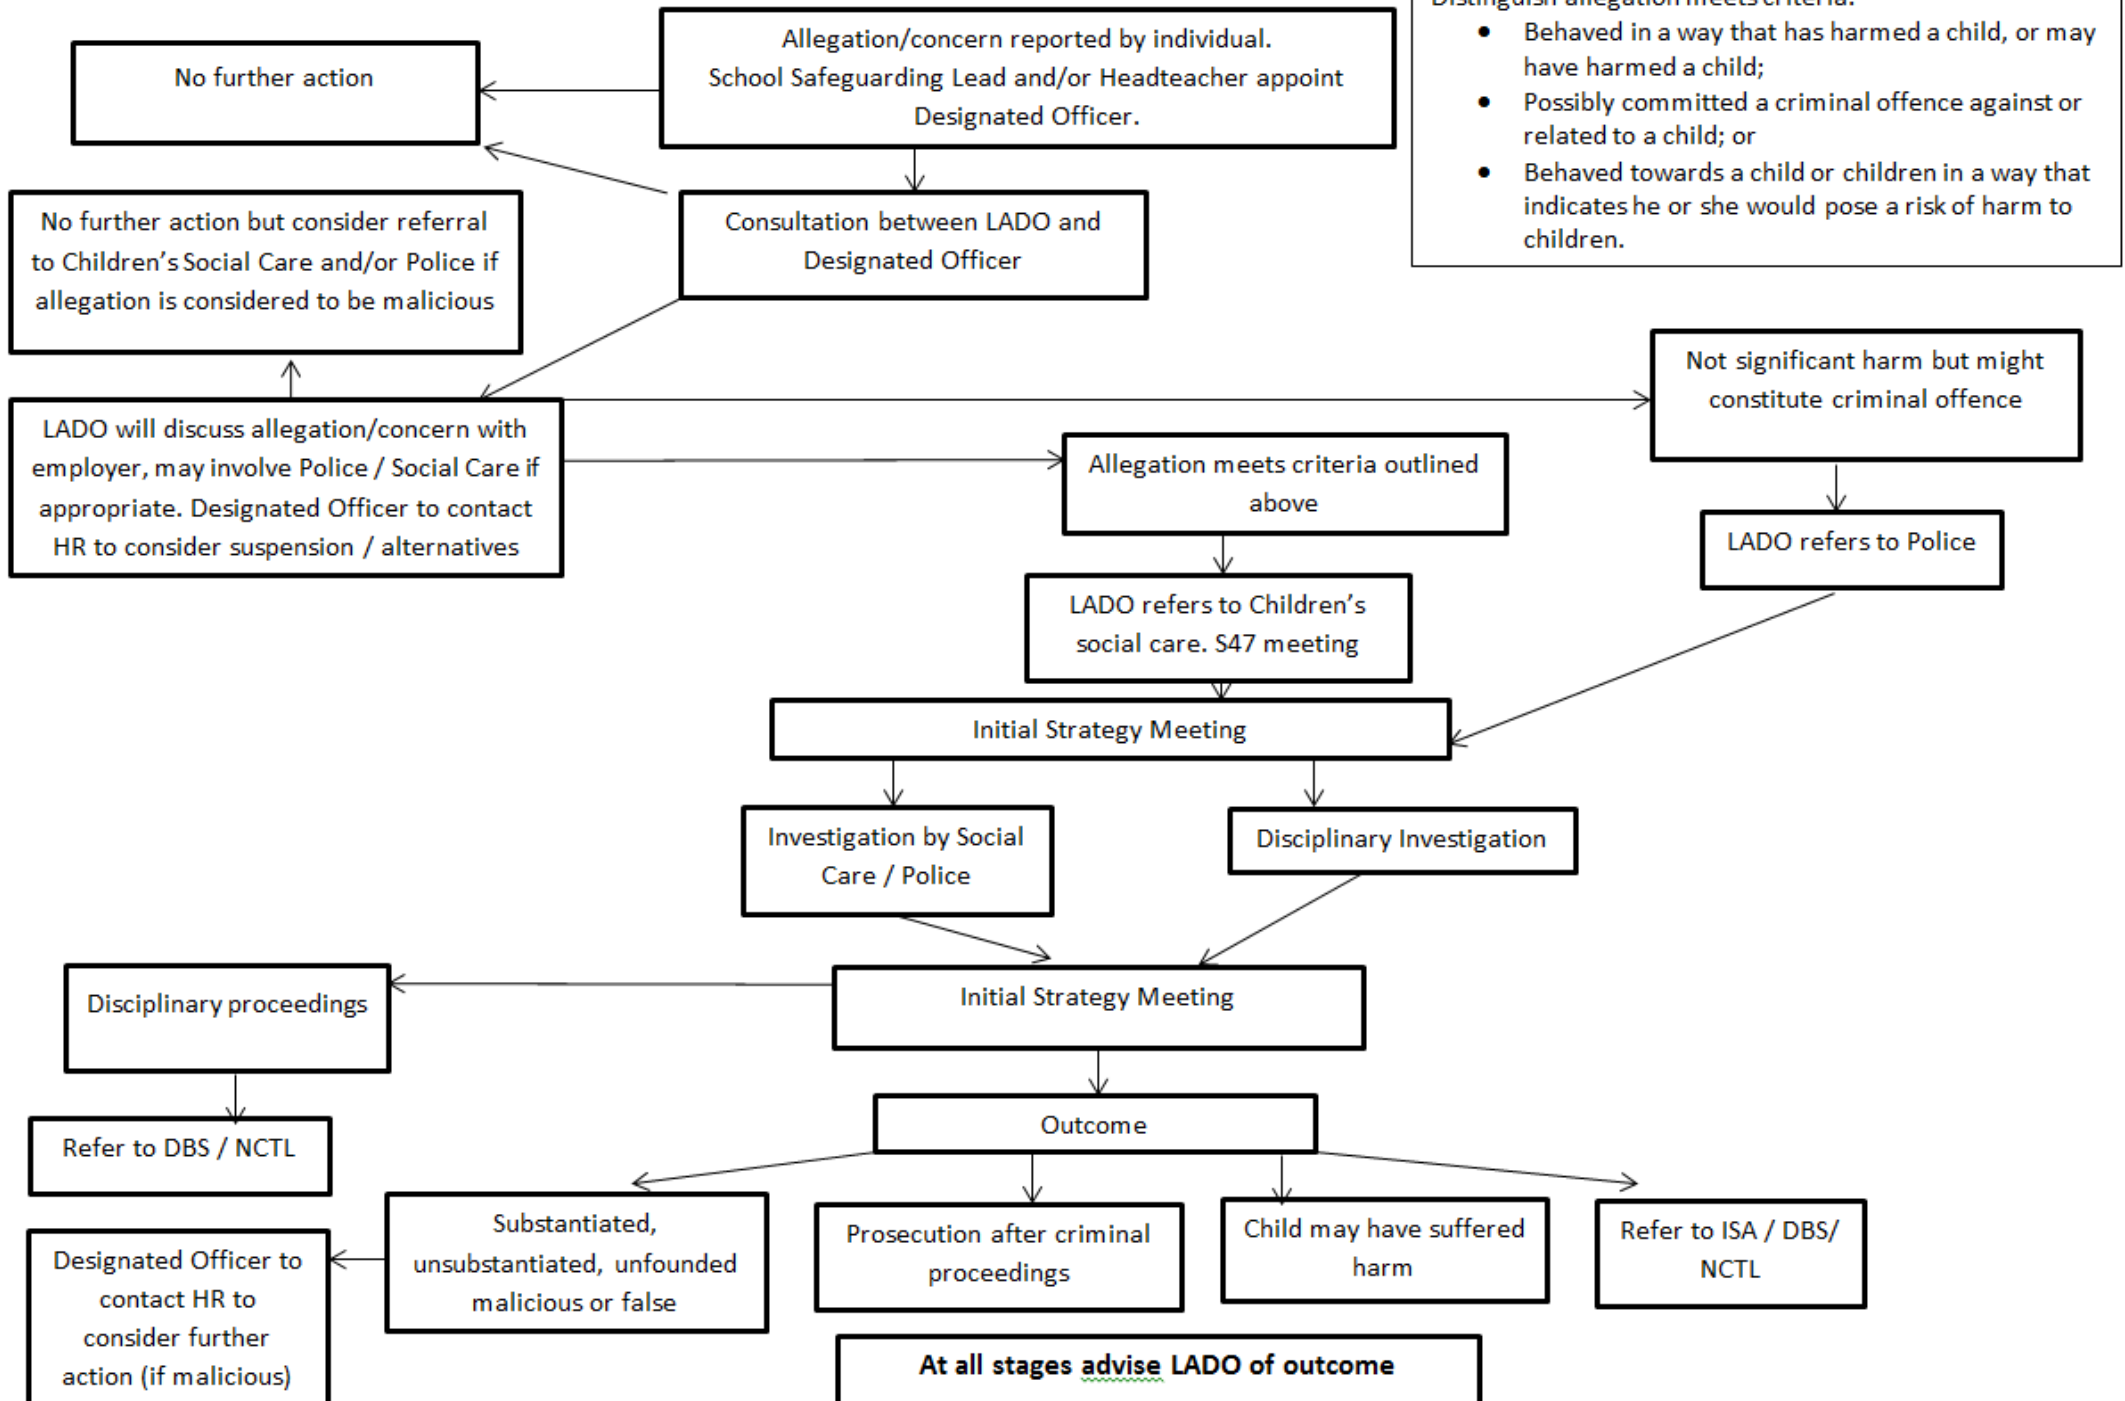 Distinguish allegation meets criteria:
Behaved in a way that has harmed a child, or may
have harmed a child;
Possibly committed a criminal offence against or
related to a child; or
Behaved towards a child or children in a way that
indicates he or she would pose a risk of harm to
children.
Allegation/concern reported by individual.
School Safeguarding Lead and/or Headteacher appoint
Designated Officer.
No further action
Consultation between LADO and
Designated Officer
No further action but consider referral
to Children's Social Care and/or Police if
allegation is considered to be malicious
LADO will discuss allegation/concern with
employer, may involve Police / Social Care if
appropriate. Designated Officer to contact
HR to consider suspension / alternatives
Not significant harm but might
constitute criminal offence
Allegation meets criteria outlined
above
LADO refers to Police
LADO refers to Children's
social care. S47 meeting
Initial Strategy Meeting
Investigation by Social
Care / Police
Disciplinary Investigation
Initial Strategy Meeting
Disciplinary proceedings
Refer to DBS / NCTL
Outcome
Substantiated,
unsubstantiated, unfounded
malicious or false
Prosecution after criminal
proceedings
Child may have suffered
harm
Refer to ISA / DBS/
NCTL
Designated Officer to
contact HR to
consider further
action (if malicious)
At all stages advise LADO of outcome